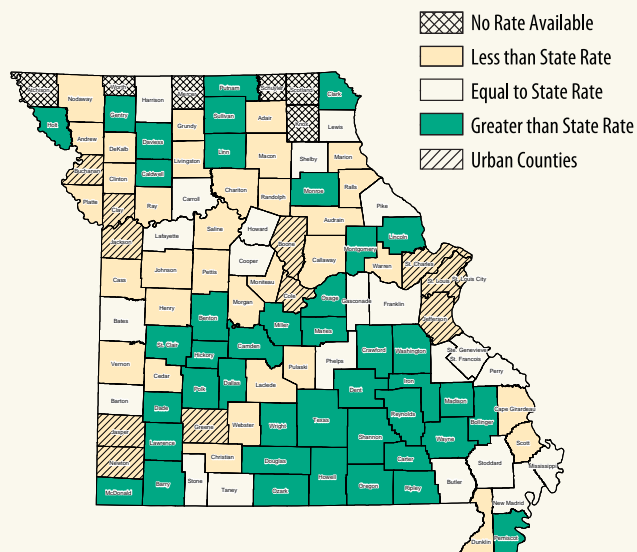 No Rate Available
Less than State Rate
Equal to State Rate
Greater than State Rate
Urban Counties
Atchison
Nodaway
Worth
Harrison
Mercer
Putnam
Schuyler
Scotland
Clark
Holt
Gentry
Sullivan
Adair
Knox
Lewis
Andrew
DeKalb
Daviess
Grundy
Linn
Macon
Shelby
Marion
Buchanan
Clinton
Caldwell
Livingston
Chariton
Randolph
Monroe
Ralls
Platte
Clay
Ray
Carroll
Saline
Howard
Boone
Audrain
Pike
Jackson
Lafayette
Cooper
Callaway
Montgomery
Lincoln
Cass
Johnson
Pettis
Moniteau
Cole
Osage
Gasconade
Warren
St. Charles
St. Louis
St. Louis City
Franklin
Jefferson
Bates
Henry
Benton
Morgan
Miller
Maries
St. Clair
Hickory
Camden
Phelps
Crawford
Washington
Ste. Genevieve
St. Francois
Perry
Vernon
Cedar
Polk
Dallas
Laclede
Pulaski
Dent
Iron
Madison
Cape Girardeau
Barton
Dade
Greene
Webster
Wright
Texas
Shannon
Reynolds
Wayne
Bollinger
Scott
Jasper
Lawrence
Christian
Douglas
Howell
Carter
Stoddard
Mississippi
Newton
McDonald
Barry
Stone
Taney
Ozark
Oregon
Ripley
Butler
New Madrid
Dunklin
Pemiscot